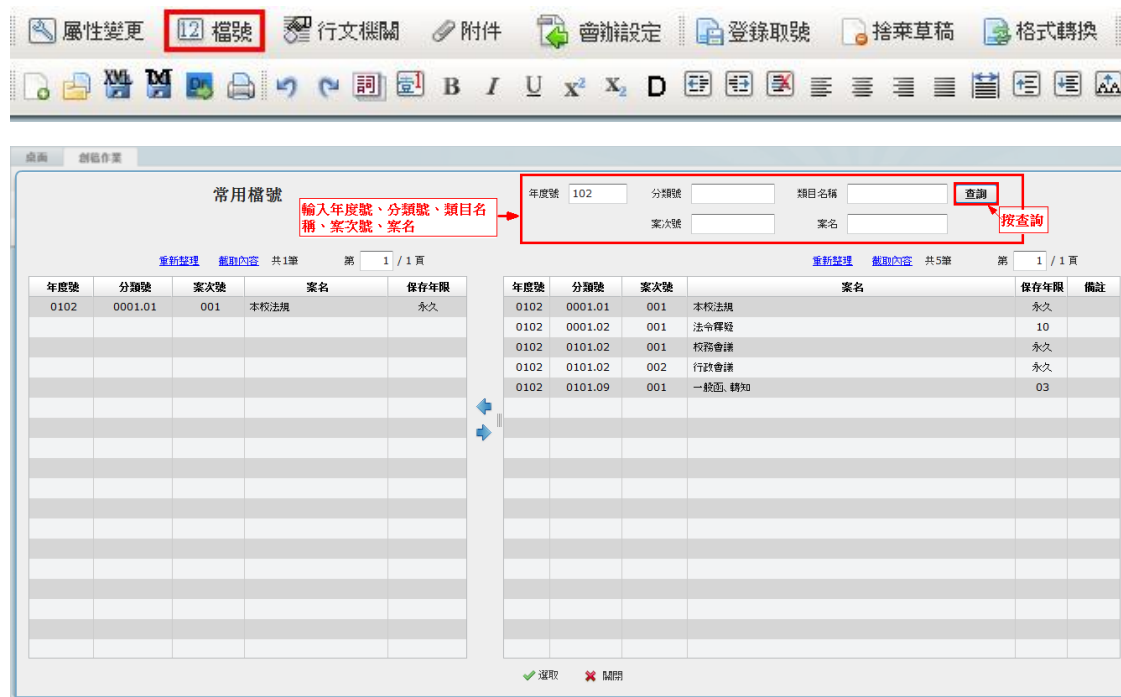 屬性變更 12 檔號 行文機關 附件 會辦設定 登錄取號 捨棄草稿 格式轉換
詞 壹1 B I U x² X₂ D
桌面 創稿作業
常用檔號
輸入年度號、分類號、類目名
稱、案次號、案名
年度號 102 分類號 類目名稱 查詢
案次號 案名
按查詢
重新整理 截取內容 共1筆 第 1 / 1 頁
年度號 分類號 案次號 案名 保存年限
0102 0001.01 001 本校法規 永久
重新整理 截取內容 共5筆 第 1 / 1 頁
年度號 分類號 案次號 案名 保存年限 備註
0102 0001.01 001 本校法規 永久
0102 0001.02 001 法令釋疑 10
0102 0101.02 001 校務會議 永久
0102 0101.02 002 行政會議 永久
0102 0101.09 001 一般函、轉知 03
選取 關閉